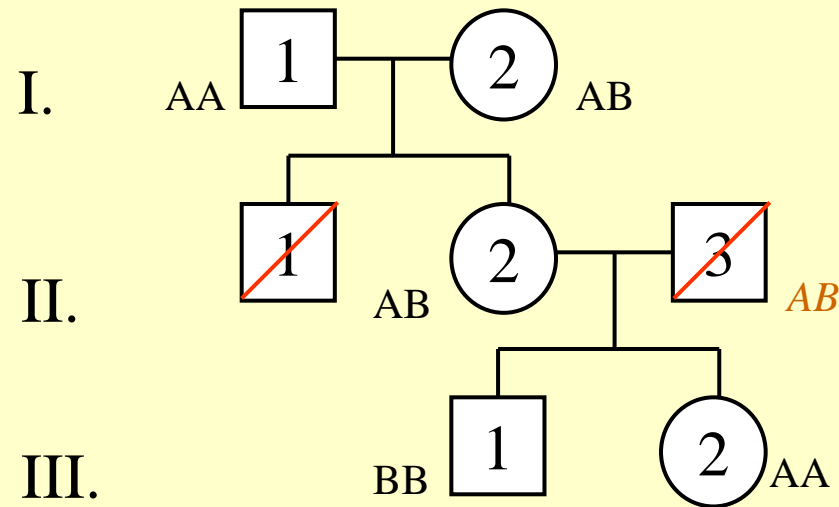 I. AA 1 2 AB
1 2 3
II. AB AB
1 2
III. BB AA